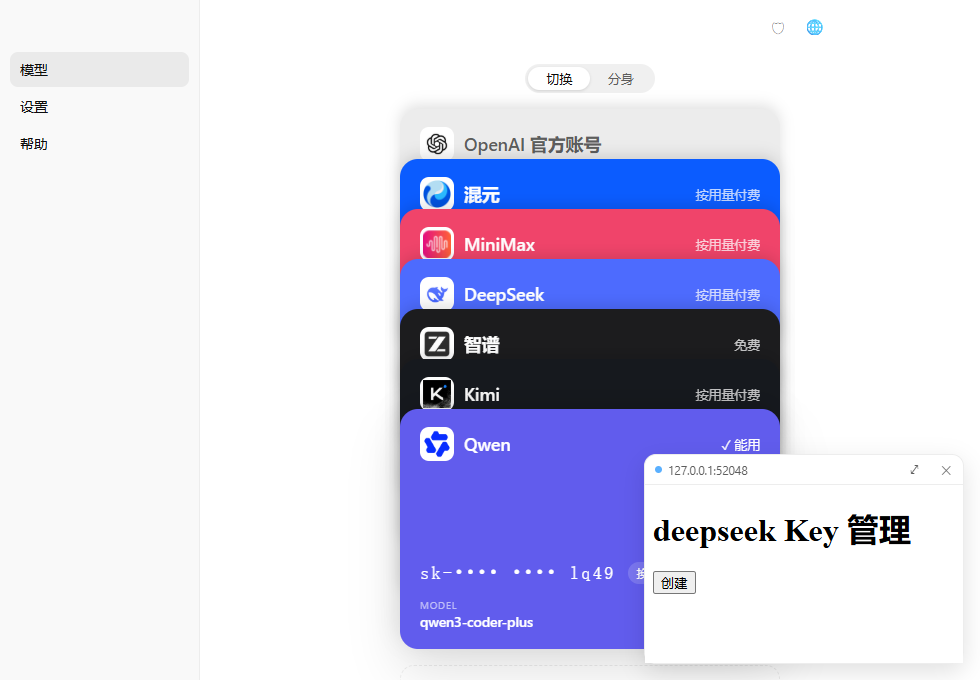 模型
设置
帮助
切换
分身
OpenAI 官方账号
混元
按用量付费
MiniMax
按用量付费
DeepSeek
按用量付费
智谱
免费
Kimi
按用量付费
Qwen
✓ 能用
sk-•••• •••• lq49
MODEL
qwen3-coder-plus
127.0.0.1:52048
deepseek Key 管理
创建